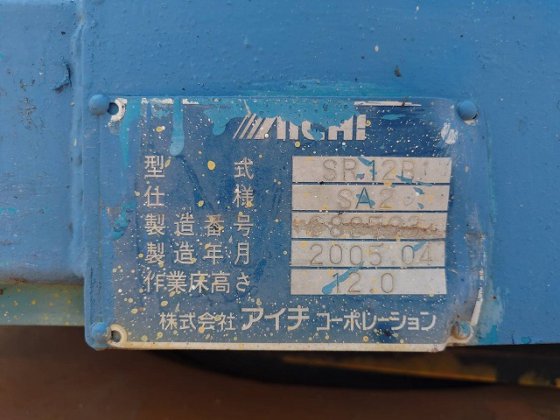 AICHI
型式 SR12B
仕様 SA2
製造番号
製造年月 2005.04
作業床高さ 12.0
株式会社 アイチ コーポレーション